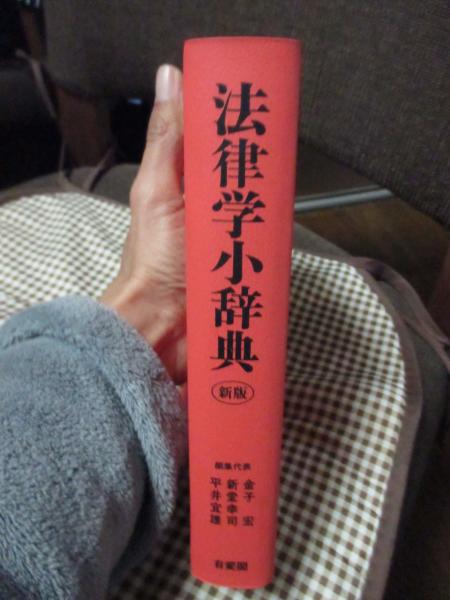 法律学小辞典
新版
編集代表
金子 宏
新堂幸司
平井宜雄
有斐閣